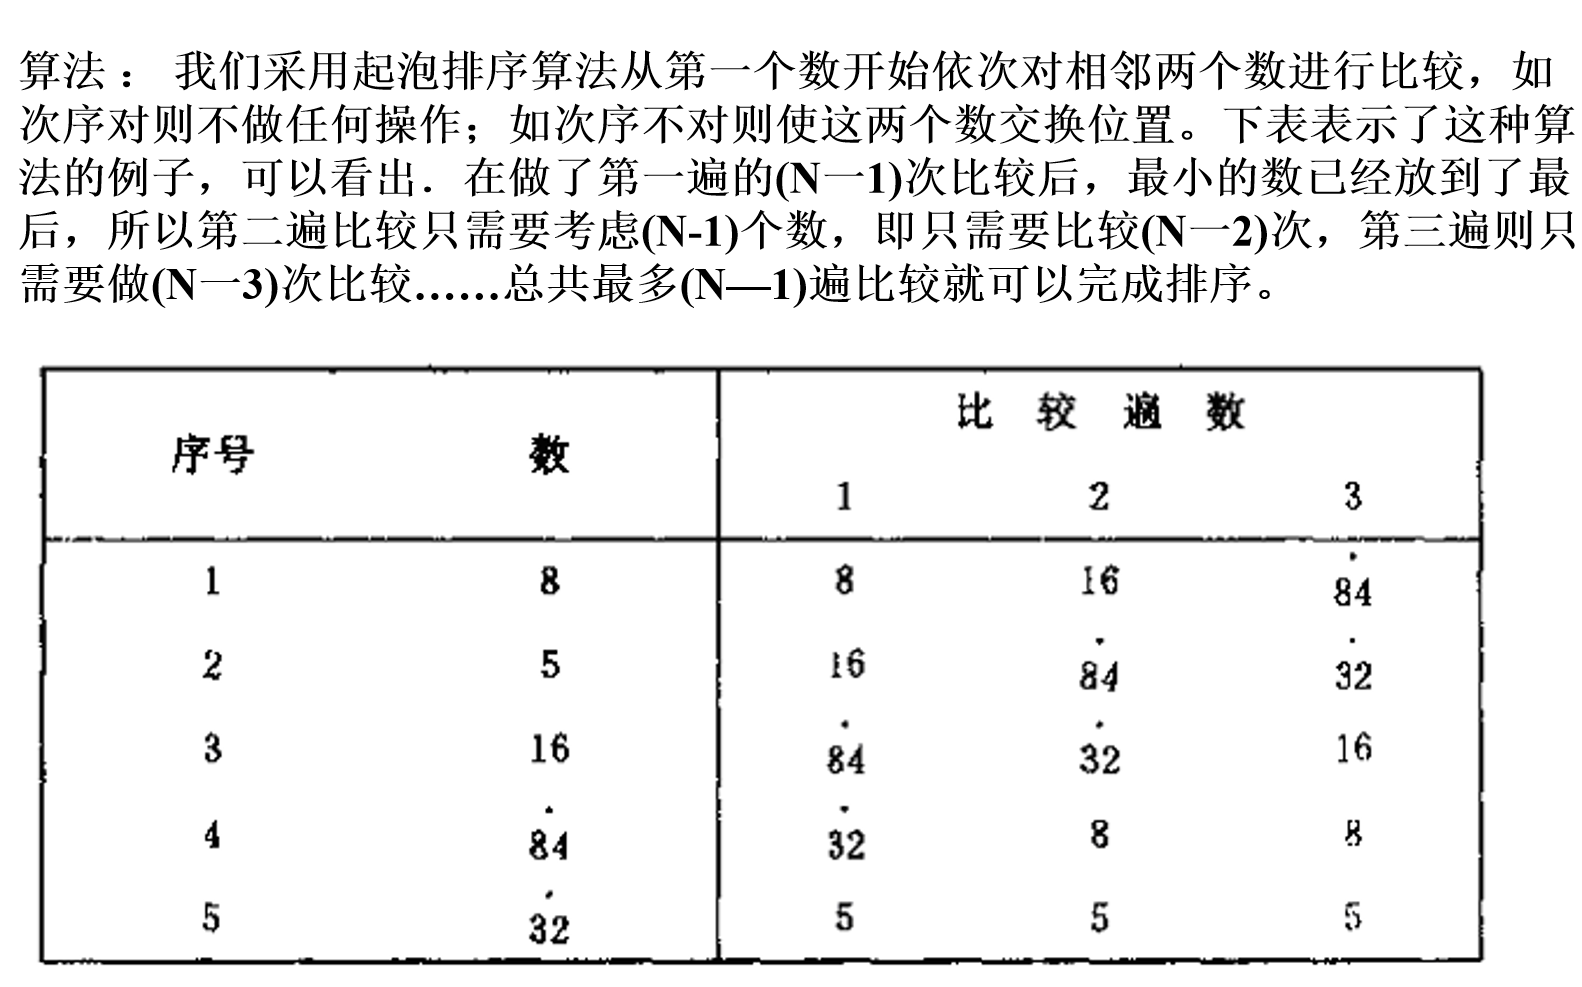 算法： 我们采用起泡排序算法从第一个数开始依次对相邻两个数进行比较，如
次序对则不做任何操作；如次序不对则使这两个数交换位置。下表表示了这种算
法的例子，可以看出．在做了第一遍的(N一1)次比较后，最小的数已经放到了最
后，所以第二遍比较只需要考虑(N-1)个数，即只需要比较(N一2)次，第三遍则只
需要做(N一3)次比较……总共最多(N—1)遍比较就可以完成排序。
比 较 遍 数
序号 数
1 2 3
1 8 8 16 84
2 5 16 84 32
3 16 84 32 16
4 84 32 8 8
5 32 5 5 5